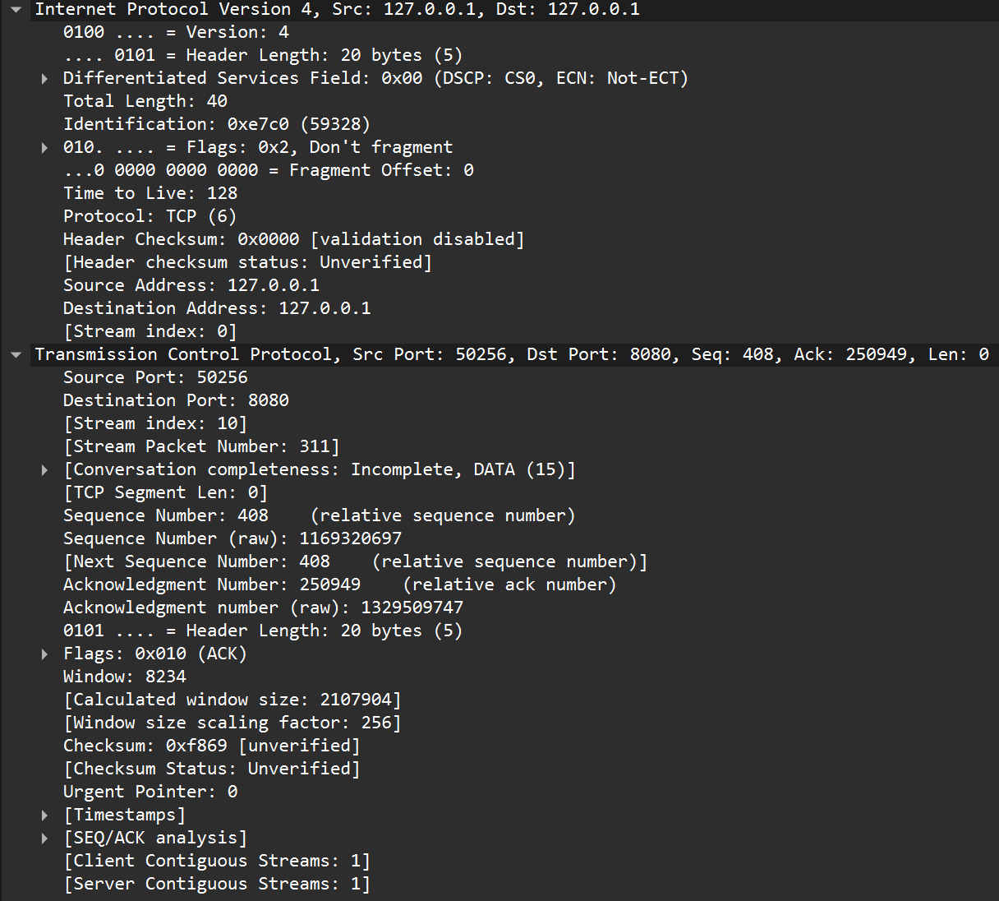 Internet Protocol Version 4, Src: 127.0.0.1, Dst: 127.0.0.1
0100 .... = Version: 4
.... 0101 = Header Length: 20 bytes (5)
Differentiated Services Field: 0x00 (DSCP: CS0, ECN: Not-ECT)
Total Length: 40
Identification: 0xe7c0 (59328)
010. .... = Flags: 0x2, Don't fragment
...0 0000 0000 0000 = Fragment Offset: 0
Time to Live: 128
Protocol: TCP (6)
Header Checksum: 0x0000 [validation disabled]
[Header checksum status: Unverified]
Source Address: 127.0.0.1
Destination Address: 127.0.0.1
[Stream index: 0]
Transmission Control Protocol, Src Port: 50256, Dst Port: 8080, Seq: 408, Ack: 250949, Len: 0
Source Port: 50256
Destination Port: 8080
[Stream index: 10]
[Stream Packet Number: 311]
[Conversation completeness: Incomplete, DATA (15)]
[TCP Segment Len: 0]
Sequence Number: 408    (relative sequence number)
Sequence Number (raw): 1169320697
[Next Sequence Number: 408    (relative sequence number)]
Acknowledgment Number: 250949    (relative ack number)
Acknowledgment number (raw): 1329509747
0101 .... = Header Length: 20 bytes (5)
Flags: 0x010 (ACK)
Window: 8234
[Calculated window size: 2107904]
[Window size scaling factor: 256]
Checksum: 0xf869 [unverified]
[Checksum Status: Unverified]
Urgent Pointer: 0
[Timestamps]
[SEQ/ACK analysis]
[Client Contiguous Streams: 1]
[Server Contiguous Streams: 1]